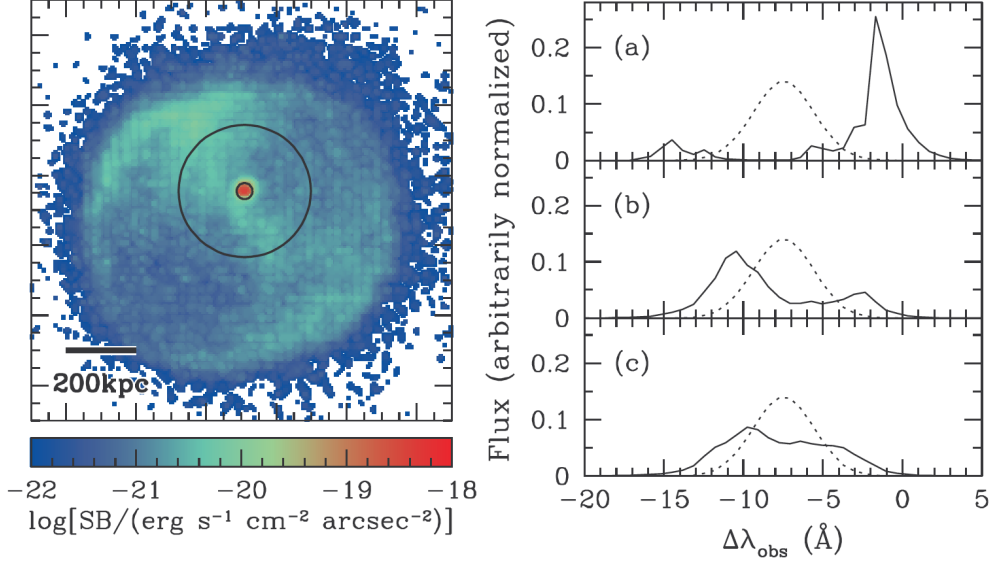 200kpc
−22 −21 −20 −19 −18
log[SB/(erg s⁻¹ cm⁻² arcsec⁻²)]
Flux (arbitrarily normalized)
0.2
0.1
0
(a)
0.2
0.1
0
(b)
0.2
0.1
0
(c)
−20 −15 −10 −5 0 5
Δλobs (Å)